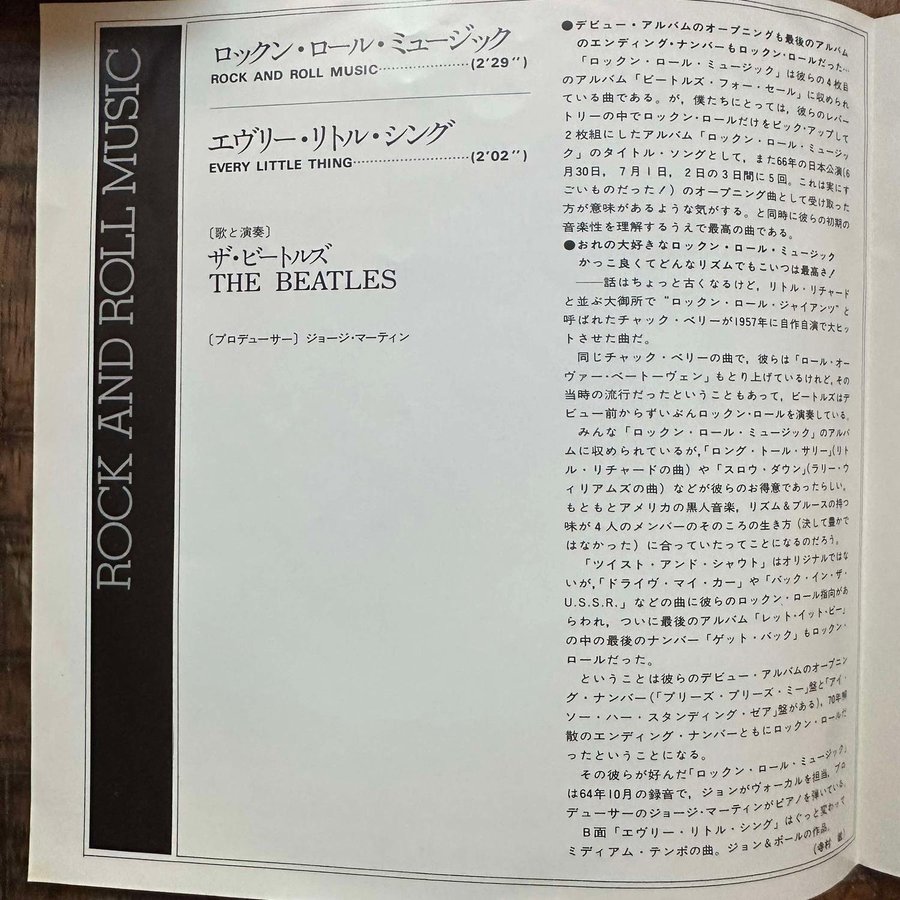 ROCK AND ROLL MUSIC
ロックン・ロール・ミュージック
ROCK AND ROLL MUSIC……………………(2'29")
エヴリー・リトル・シング
EVERY LITTLE THING……………………(2'02")
〔歌と演奏〕
ザ・ビートルズ
THE BEATLES
〔プロデューサー〕ジョージ・マーティン
●デビュー・アルバムのオープニングも最後のアルバム
のエンディング・ナンバーもロックン・ロールだった…
「ロックン・ロール・ミュージック」は彼らの4枚目
のアルバム「ビートルズ・フォー・セール」に収められ
ている曲である。が，僕たちにとっては，彼らのレパー
トリーの中でロックン・ロールだけをピック・アップして
2枚組にしたアルバム「ロックン・ロール・ミュージッ
ク」のタイトル・ソングとして，また66年の日本公演(6
月30日，7月1日，2日の3日間に5回。これは実にす
ごいものだった！）のオープニング曲として受け取った
方が意味があるような気がする。と同時に彼らの初期の
音楽性を理解するうえで最高の曲である。
●おれの大好きなロックン・ロール・ミュージック
かっこ良くてどんなリズムでもこいつは最高さ！
――話はちょっと古くなるけど，リトル・リチャード
と並ぶ大御所で“ロックン・ロール・ジャイアンツ”と
呼ばれたチャック・ベリーが1957年に自作自演で大ヒッ
トさせた曲だ。
同じチャック・ベリーの曲で，彼らは「ロール・オー
ヴァー・ベートーヴェン」もとり上げているけれど，その
当時の流行だったということもあって，ビートルズはデ
ビュー前からずいぶんロックン・ロールを演奏している。
みんな「ロックン・ロール・ミュージック」のアルバ
ムに収められているが，「ロング・トール・サリー」(リト
ル・リチャードの曲）や「スロウ・ダウン」(ラリー・ウ
ィリアムズの曲）などが彼らのお得意であったらしい。
もともとアメリカの黒人音楽，リズム＆ブルースの持つ
味が4人のメンバーのそのころの生き方（決して豊かで
はなかった）に合っていたってことになるのだろう。
「ツイスト・アンド・シャウト」はオリジナルではな
いが，「ドライヴ・マイ・カー」や「バック・イン・ザ・
U.S.S.R.」などの曲に彼らのロックン・ロール指向があ
らわれ，ついに最後のアルバム「レット・イット・ビー」
の中の最後のナンバー「ゲット・バック」もロックン・
ロールだった。
ということは彼らのデビュー・アルバムのオープニン
グ・ナンバー(「プリーズ・プリーズ・ミー」盤と「アイ・
ソー・ハー・スタンディング・ゼア」盤がある)，70年解
散のエンディング・ナンバーともにロックン・ロールだ
ったということになる。
その彼らが好んだ「ロックン・ロール・ミュージック」
は64年10月の録音で，ジョンがヴォーカルを担当，プロ
デューサーのジョージ・マーティンがピアノを弾いている。
B面「エヴリー・リトル・シング」はぐっと変わって
ミディアム・テンポの曲。ジョン＆ポールの作品。